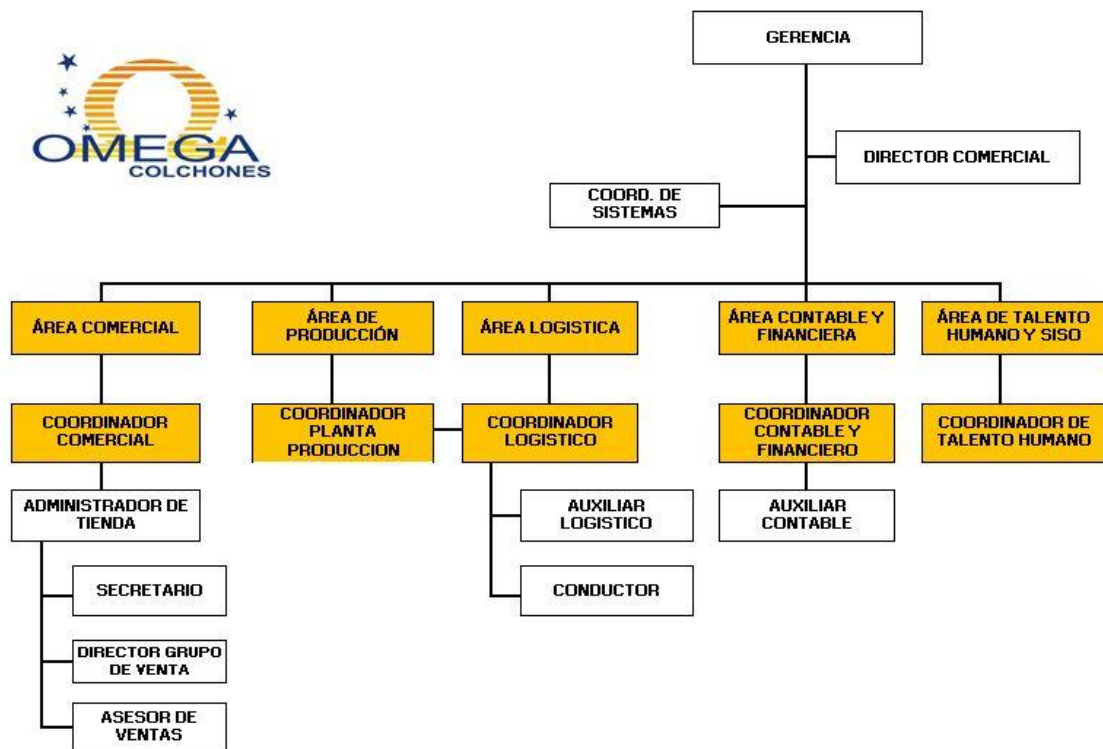 GERENCIA
OMEGA
COLCHONES
DIRECTOR COMERCIAL
COORD. DE
SISTEMAS
ÁREA COMERCIAL
ÁREA DE
PRODUCCIÓN
ÁREA LOGISTICA
ÁREA CONTABLE Y
FINANCIERA
ÁREA DE TALENTO
HUMANO Y SISO
COORDINADOR
COMERCIAL
COORDINADOR
PLANTA
PRODUCCION
COORDINADOR
LOGISTICO
COORDINADOR
CONTABLE Y
FINANCIERO
COORDINADOR DE
TALENTO HUMANO
ADMINISTRADOR DE
TIENDA
AUXILIAR
LOGISTICO
AUXILIAR
CONTABLE
SECRETARIO
CONDUCTOR
DIRECTOR GRUPO
DE VENTA
ASESOR DE
VENTAS